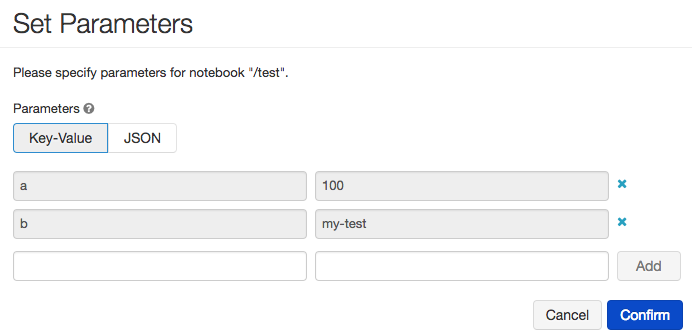 Set Parameters
Please specify parameters for notebook "/test".
Parameters ?
Key-Value JSON
a 100 ×
b my-test ×
Add
Cancel Confirm